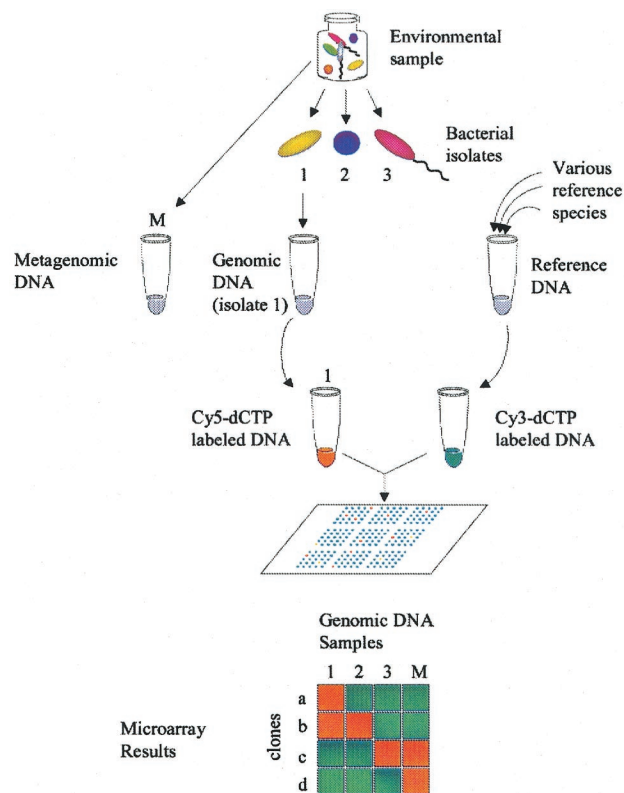 Environmental
sample
Bacterial
isolates
1 2 3
Various
reference
species
M
Metagenomic
DNA
Genomic
DNA
(isolate 1)
Reference
DNA
1
Cy5-dCTP
labeled DNA
Cy3-dCTP
labeled DNA
Genomic DNA
Samples
1 2 3 M
a
b
c
d
clones
Microarray
Results